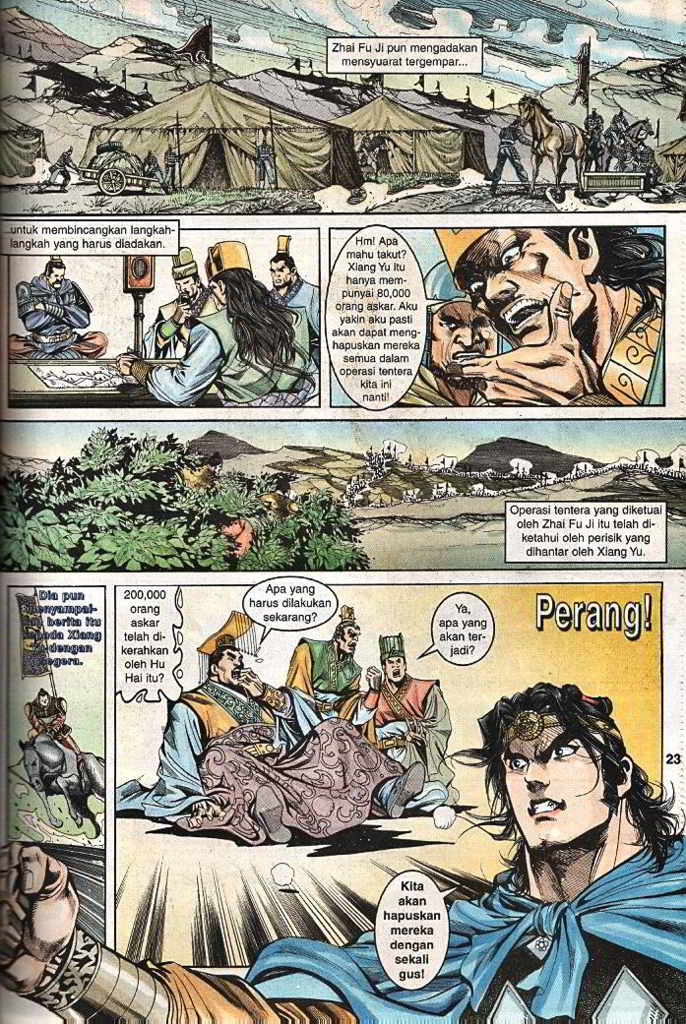 Zhai Fu Ji pun mengadakan
mensyuarat tergempar...
...untuk membincangkan langkah-
langkah yang harus diadakan.
Hm! Apa
mahu takut?
Xiang Yu itu
hanya mem-
punyai 80,000
orang askar. Aku
yakin aku pasti
akan dapat meng-
hapuskan mereka
semua dalam
operasi tentera
kita ini
nanti!
Operasi tentera yang diketuai
oleh Zhai Fu Ji itu telah di-
ketahui oleh perisik yang
dihantar oleh Xiang Yu.
Dia pun
menyampai-
kan berita itu
kepada Xiang
Yu dengan
segera.
200,000
orang
askar
telah di-
kerahkan
oleh Hu
Hai itu?
Apa yang
harus dilakukan
sekarang?
Ya,
apa yang
akan ter-
jadi?
Perang!
Kita
akan
hapuskan
mereka
dengan
sekali
gus!
23